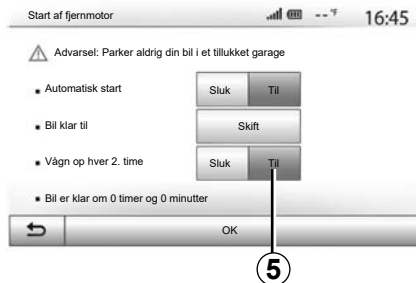 Start af fjernmotor
-- °F
16:45
Advarsel: Parker aldrig din bil i et tillukket garage
Automatisk start
Sluk
Til
Bil klar til
Skift
Vågn op hver 2. time
Sluk
Til
Bil er klar om 0 timer og 0 minutter
OK
5